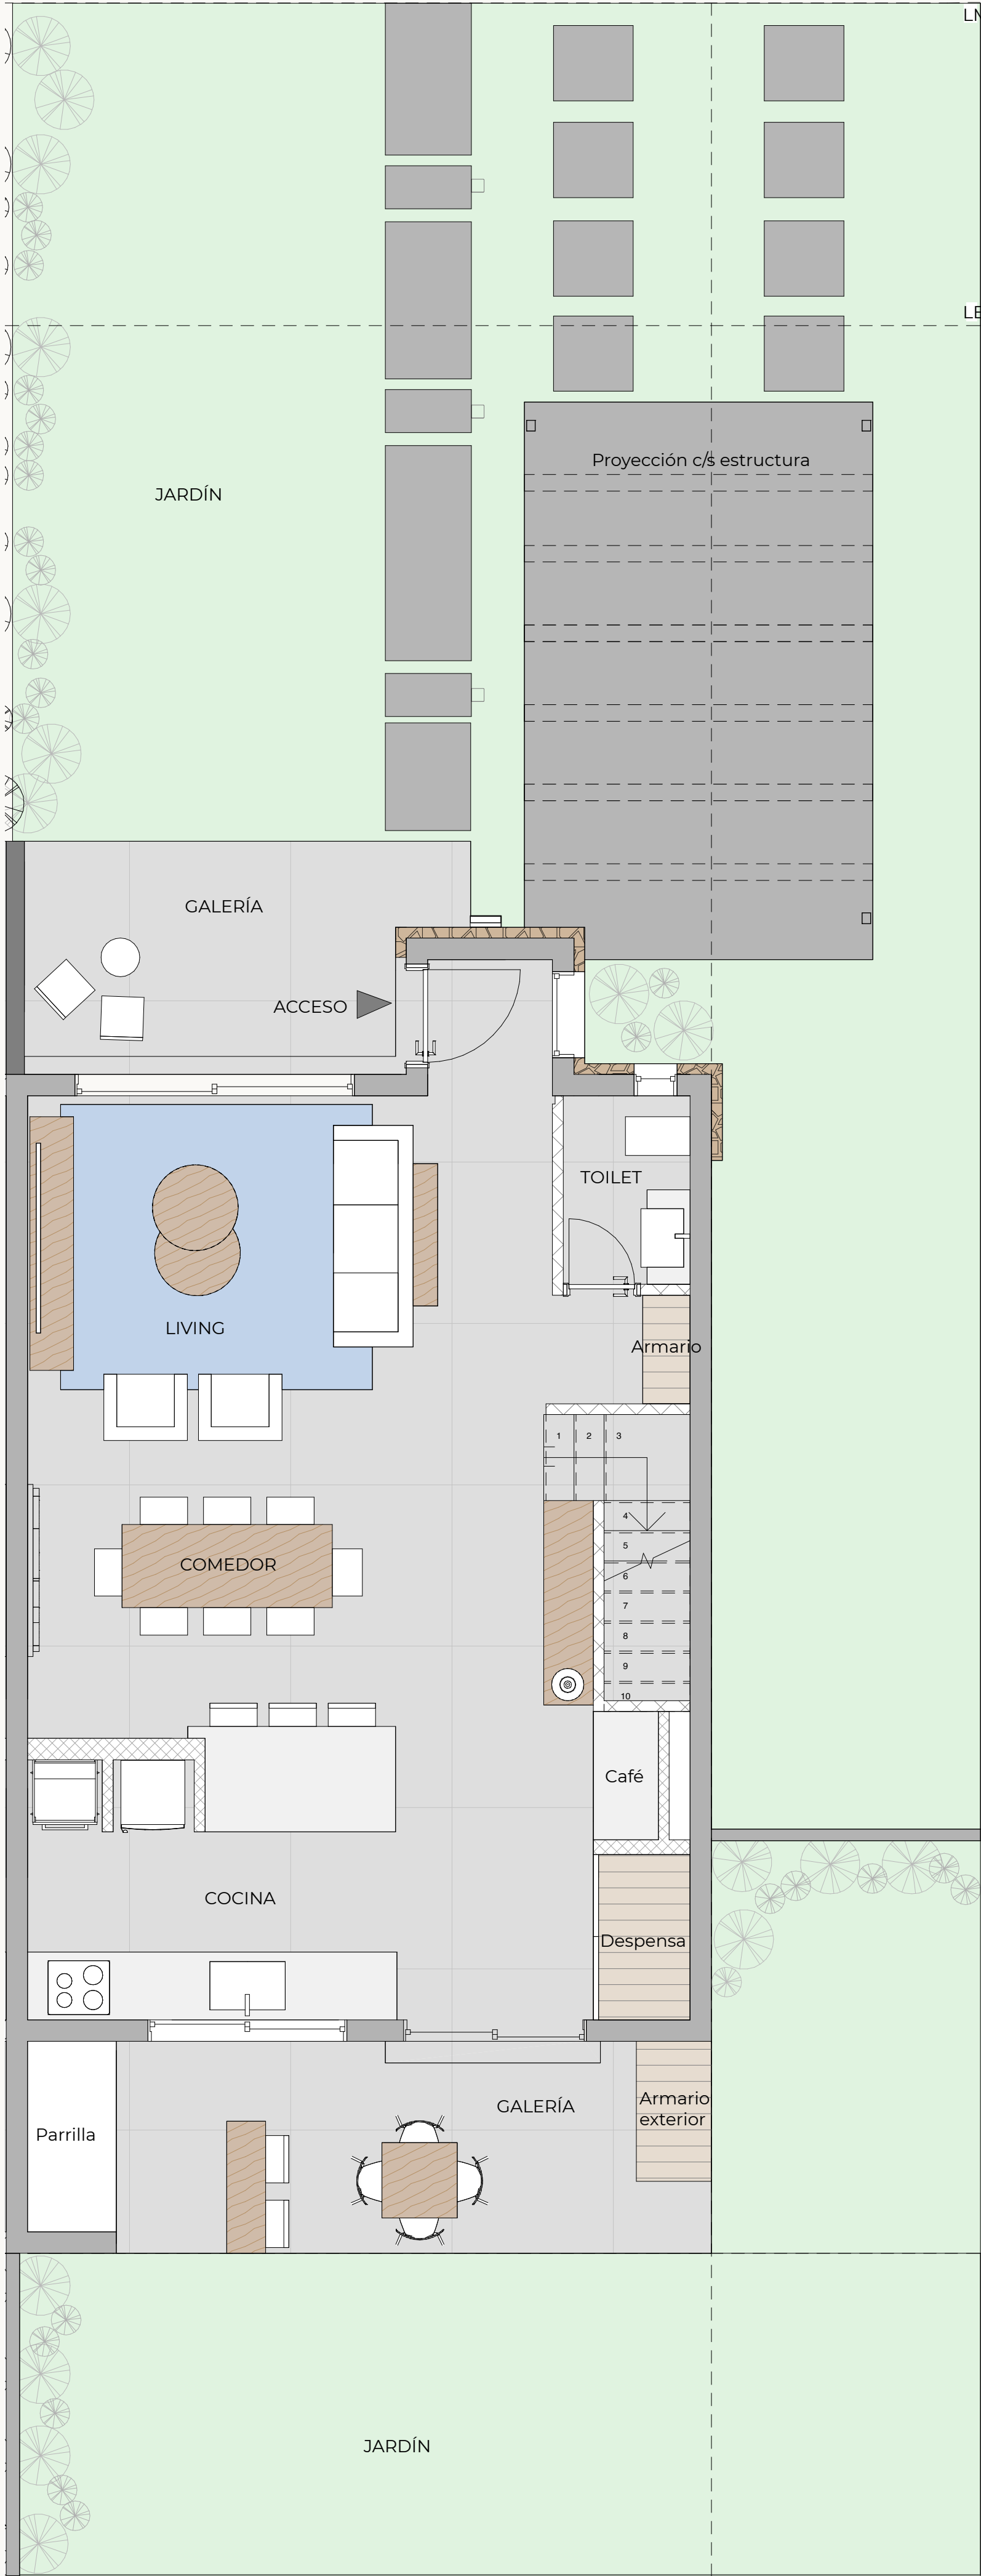 LM
LE
Proyección c/s estructura
JARDÍN
GALERÍA
ACCESO
TOILET
LIVING
Armario
1 2 3
4
5
6
7
8
9
10
COMEDOR
Café
COCINA
Despensa
GALERÍA
Armario
exterior
Parrilla
JARDÍN